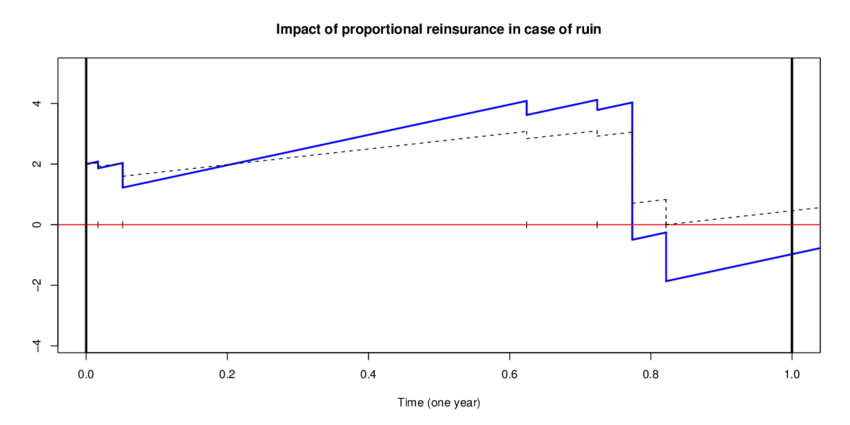 Impact of proportional reinsurance in case of ruin
4
2
0
−2
−4
0.0 0.2 0.4 0.6 0.8 1.0
Time (one year)